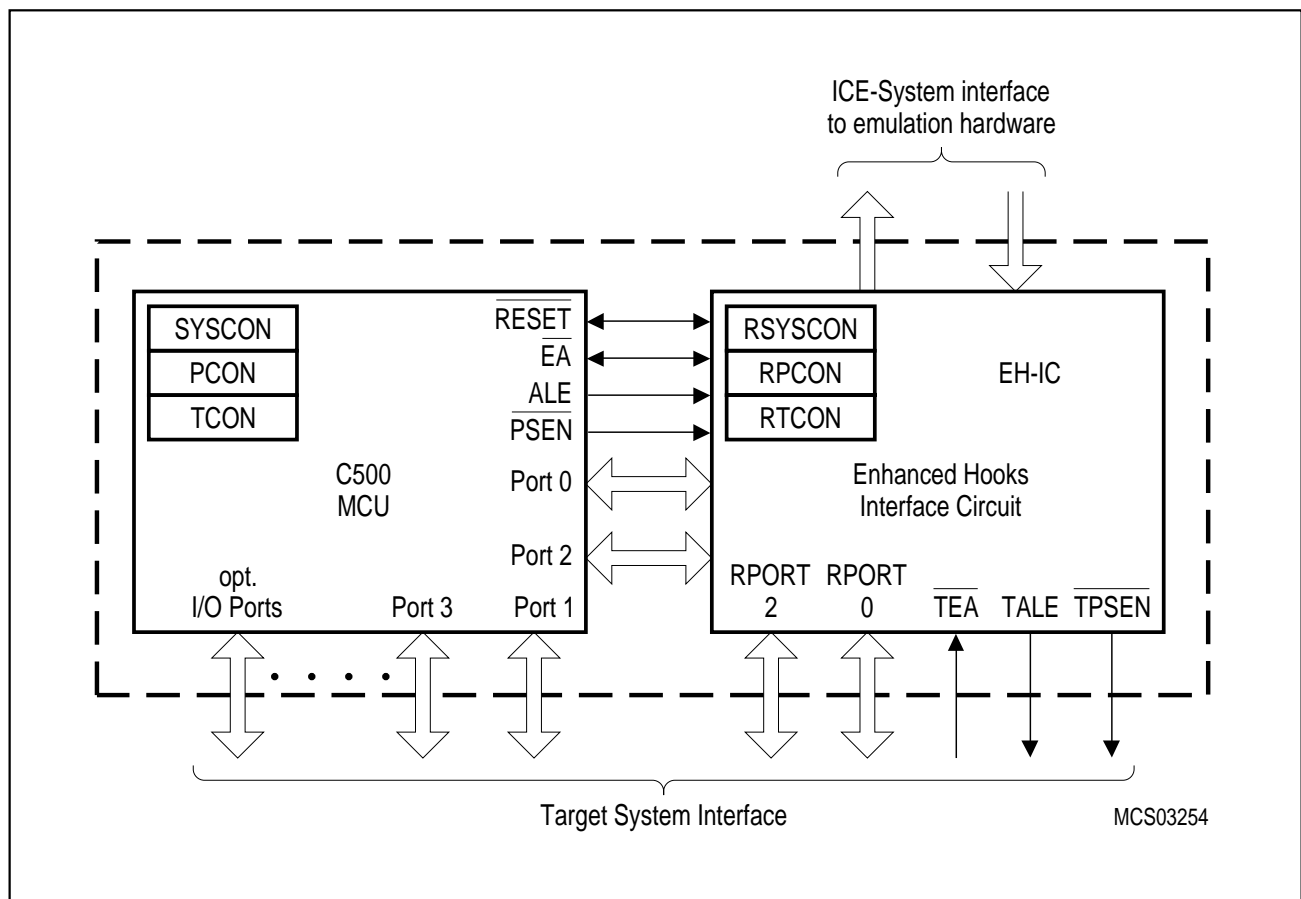 ICE-System interface
to emulation hardware
SYSCON
PCON
TCON
RESET
EA
ALE
PSEN
Port 0
Port 2
C500
MCU
opt.
I/O Ports
Port 3
Port 1
RSYSCON
RPCON
RTCON
EH-IC
Enhanced Hooks
Interface Circuit
RPORT
2
RPORT
0
TEA
TALE
TPSEN
Target System Interface
MCS03254